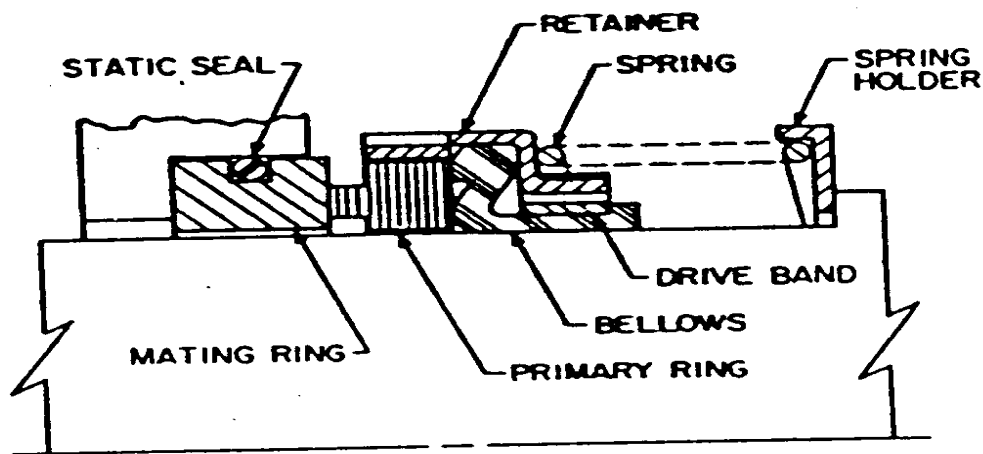 RETAINER
STATIC SEAL
SPRING
SPRING
HOLDER
DRIVE BAND
BELLOWS
MATING RING
PRIMARY RING